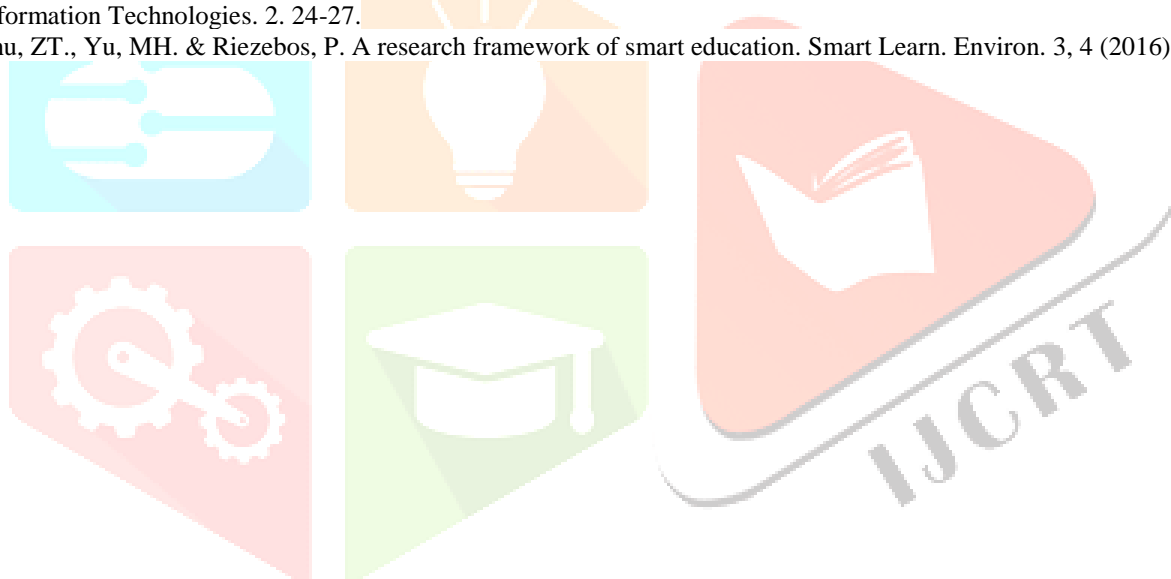 formation Technologies. 2. 24-27.
hu, ZT., Yu, MH. & Riezebos, P. A research framework of smart education. Smart Learn. Environ. 3, 4 (2016)
IJCRT